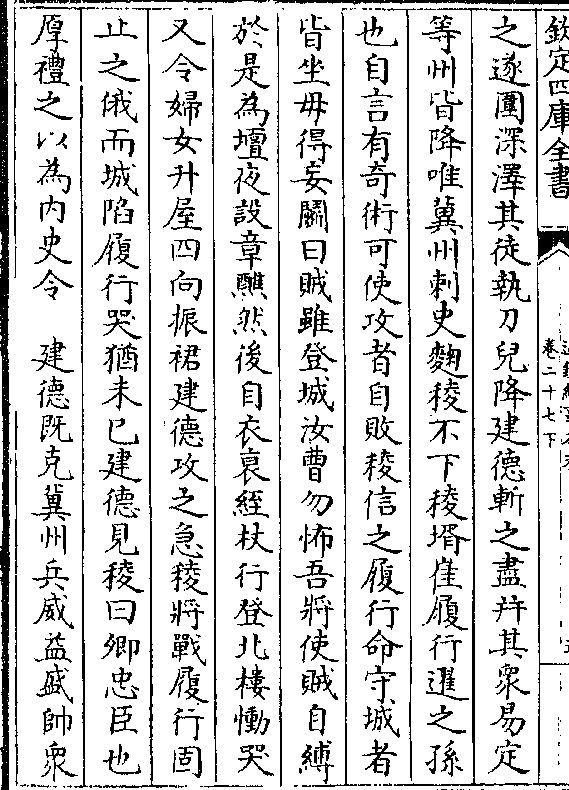 欽定四庫全書
卷二十七下
之遂圍深澤其徒執刀兒降建德斬之盡并其衆易定
等州皆降唯冀州刺史麴稜不下稜壻崔履行暹之孫
也自言有奇術可使攻者自敗稜信之履行命守城者
皆坐毋得妄鬭曰賊雖登城汝曹勿怖吾將使賊自縛
於是為壇夜設章醮然後自衣衰絰杖行登北樓慟哭
又令婦女升屋四向振裙建德攻之急稜將戰履行固
止之俄而城陷履行哭猶未已建德見稜曰卿忠臣也
厚禮之以為内史令　建德既克冀州兵威益盛帥衆